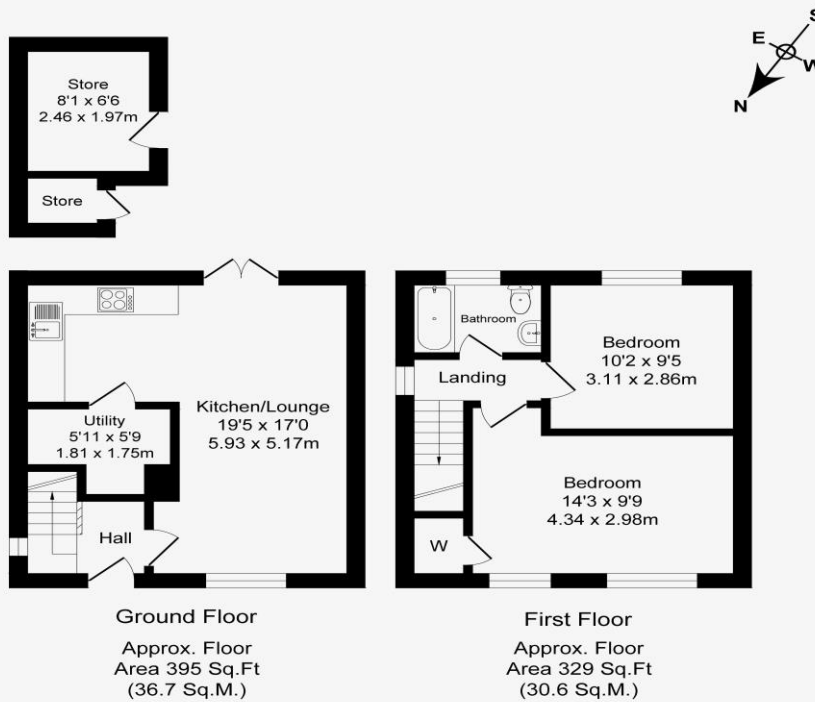 S
E
W
N
Store
8'1 x 6'6
2.46 x 1.97m
Store
Kitchen/Lounge
19'5 x 17'0
5.93 x 5.17m
Utility
5'11 x 5'9
1.81 x 1.75m
Hall
Ground Floor
Approx. Floor
Area 395 Sq.Ft
(36.7 Sq.M.)
Bathroom
Landing
Bedroom
10'2 x 9'5
3.11 x 2.86m
Bedroom
14'3 x 9'9
4.34 x 2.98m
W
First Floor
Approx. Floor
Area 329 Sq.Ft
(30.6 Sq.M.)